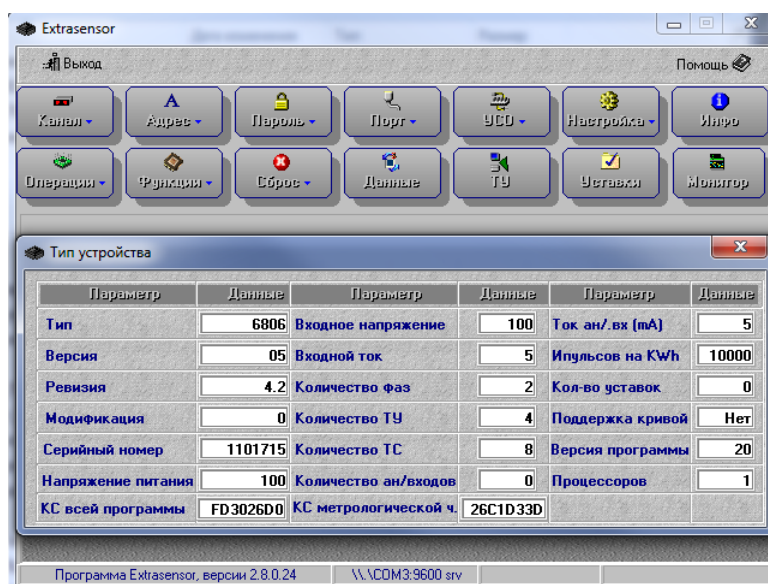 Extrasensor
Выход Помощь
Канал Адрес Пароль Порт УСО Настройка Инфо
Операции Функции Сброс Данные ТУ Уставки Монитор
Тип устройства
Параметр Данные Параметр Данные Параметр Данные
Тип 6806 Входное напряжение 100 Ток ан/.вх (mA) 5
Версия 05 Входной ток 5 Ипульсов на KWh 10000
Ревизия 4.2 Количество фаз 2 Кол-во уставок 0
Модификация 0 Количество ТУ 4 Поддержка кривой Нет
Серийный номер 1101715 Количество ТС 8 Версия программы 20
Напряжение питания 100 Количество ан/входов 0 Процессоров 1
КС всей программы FD3026D0 КС метрологической ч. 26C1D33D
Программа Extrasensor, версии 2.8.0.24 \\.\COM3:9600 srv